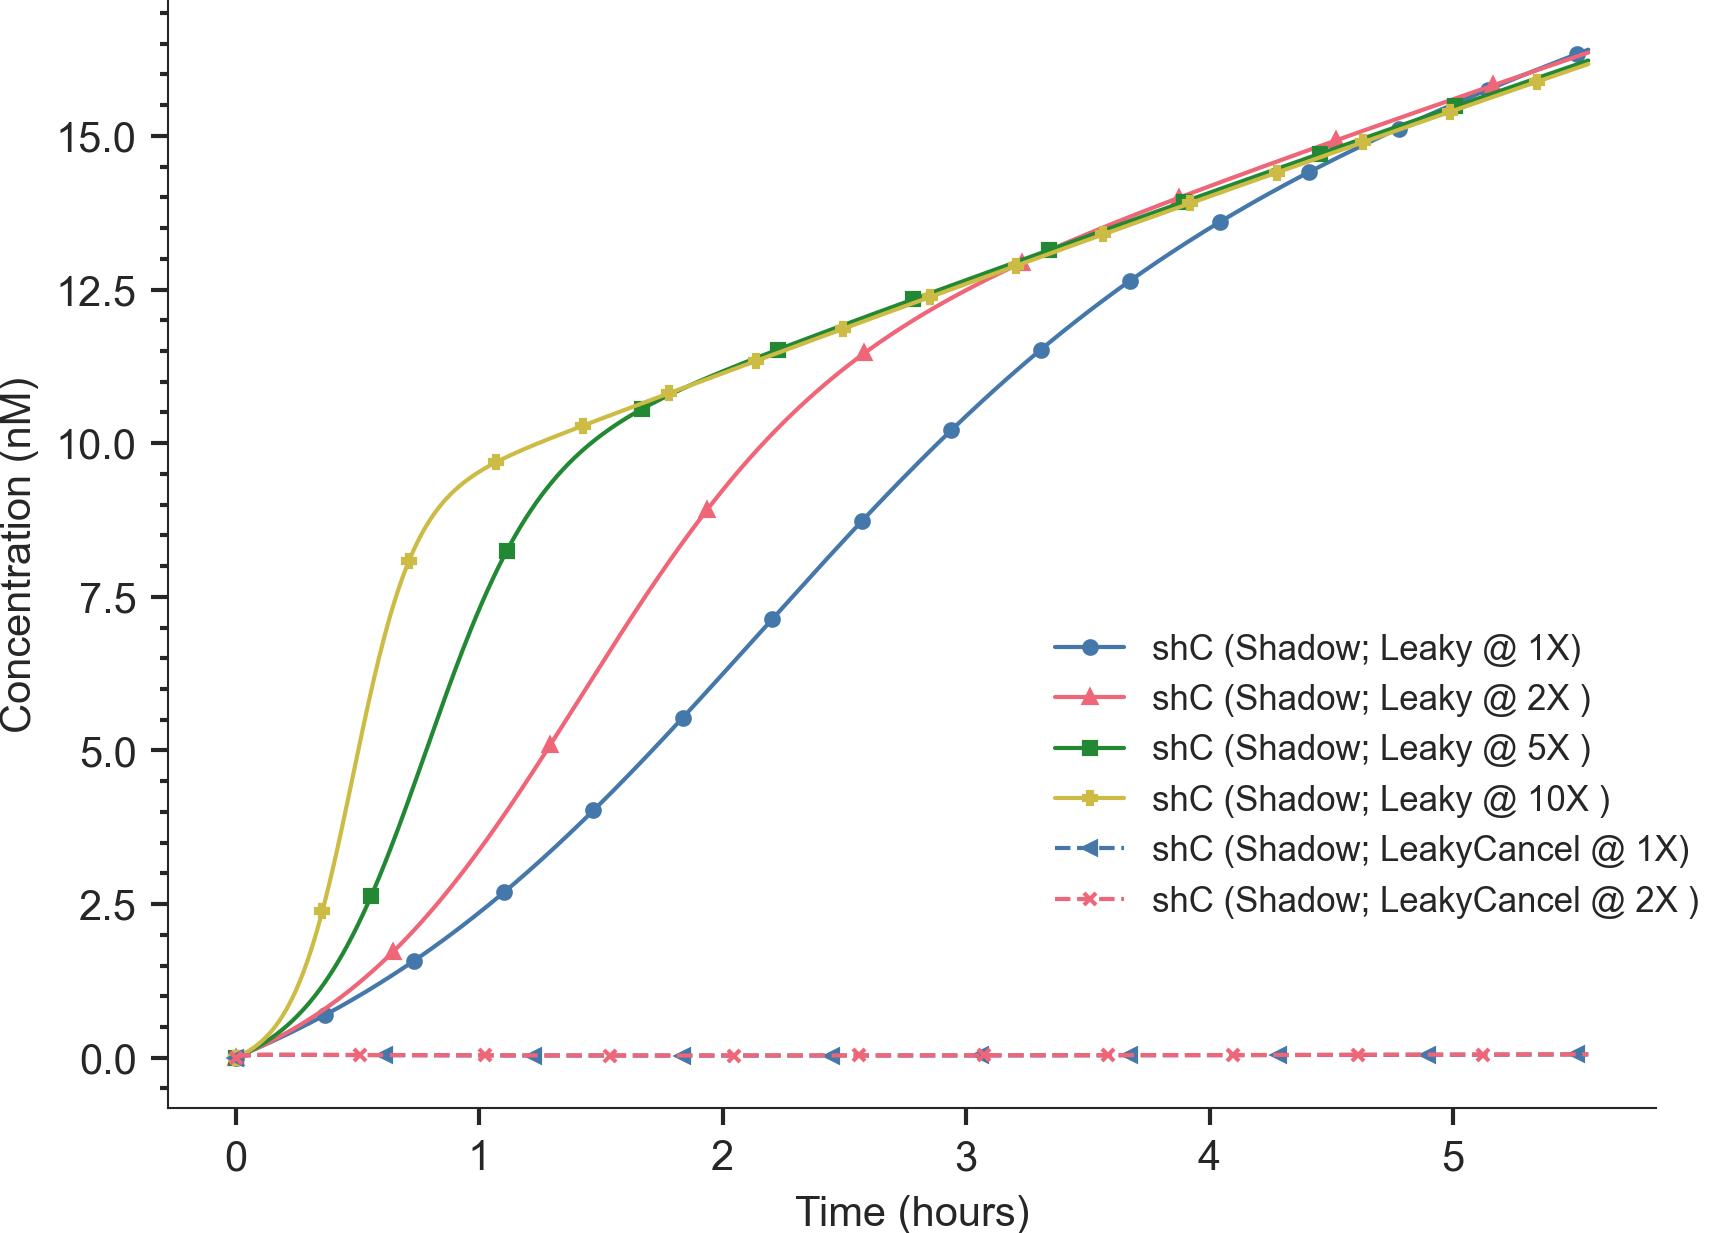 Concentration (nM)
15.0
12.5
10.0
7.5
5.0
2.5
0.0
shC (Shadow; Leaky @ 1X)
shC (Shadow; Leaky @ 2X )
shC (Shadow; Leaky @ 5X )
shC (Shadow; Leaky @ 10X )
shC (Shadow; LeakyCancel @ 1X)
shC (Shadow; LeakyCancel @ 2X )
0 1 2 3 4 5
Time (hours)